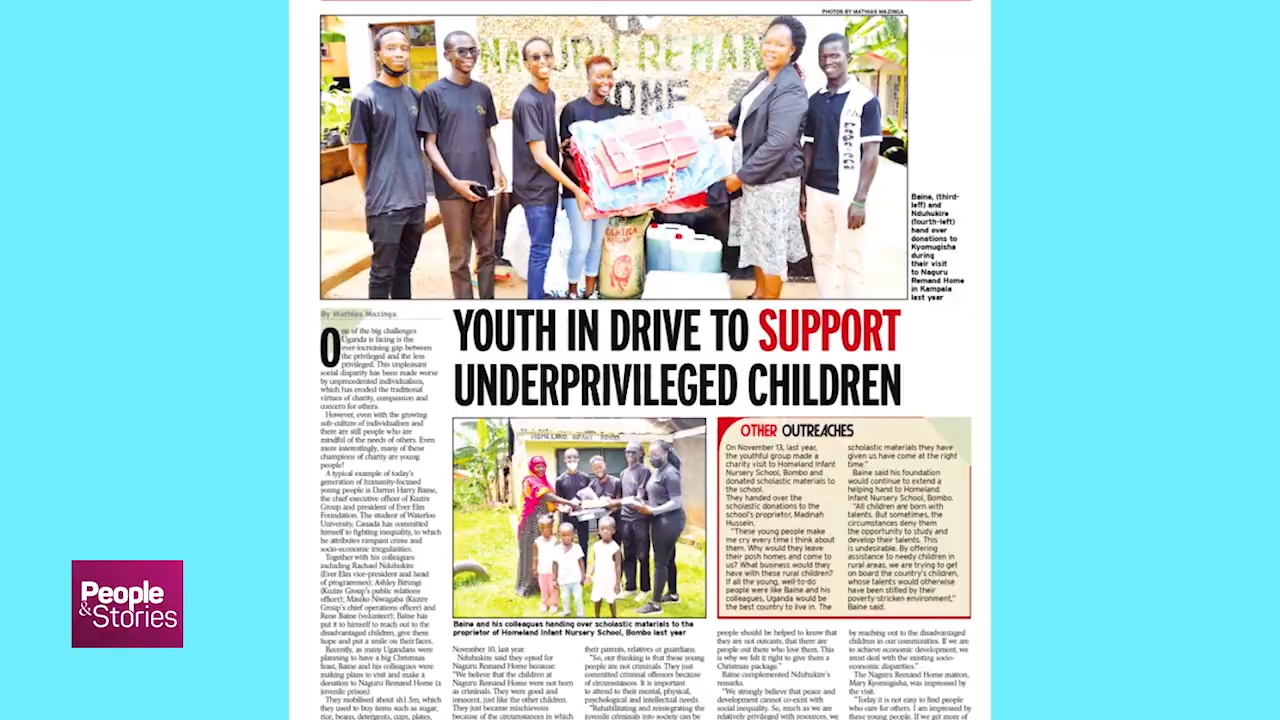 PHOTOS BY MATHIAS MAZINGA
NAGURU REMAND
HOME
KAKIRA
SUGAR
Baine, (third-
left) and
Nduhukire
(fourth-left)
hand over
donations to
Kyomugisha
during
their visit
to Naguru
Remand Home
in Kampala
last year
By Mathias Mazinga
YOUTH IN DRIVE TO SUPPORT
UNDERPRIVILEGED CHILDREN
One of the big challenges
Uganda is facing is the
ever-increasing gap between
the privileged and the less
privileged. This unpleasant
social disparity has been made worse
by unprecedented individualism,
which has eroded the traditional
virtues of charity, compassion and
concern for others.
However, even with the growing
sub-culture of individualism and
there are still people who are
mindful of the needs of others. Even
more interestingly, many of these
champions of charity are young
people!
A typical example of today's
generation of humanity-focused
young people is Darren Harry Baine,
the chief executive officer of Kuzire
Group and president of Ever Elm
Foundation. The student of Waterloo
University, Canada has committed
himself to fighting inequality, to which
he attributes rampant crime and
socio-economic irregularities.
Together with his colleagues
including Rachael Nduhukire
(Ever Elm vice-president and head
of programmes); Ashley Birungi
(Kuzire Group's public relations
officer); Masiko Niwagaba (Kuzire
Group's chief operations officer) and
Rene Baine (volunteer); Baine has
put it to himself to reach out to the
disadvantaged children, give them
hope and put a smile on their faces.
Recently, as many Ugandans were
planning to have a big Christmas
feast, Baine and his colleagues were
making plans to visit and make a
donation to Naguru Remand Home (a
juvenile prison).
They mobilised about sh1.5m, which
they used to buy items such as sugar,
rice, beans, detergents, cups, plates,
HOMELAND INFANT
Baine and his colleagues handing over scholastic materials to the
proprietor of Homeland Infant Nursery School, Bombo last year
November 10, last year.
Nduhukire said they opted for
Naguru Remand Home because:
"We believe that the children at
Naguru Remand Home were not born
as criminals. They were good and
innocent, just like the other children.
They just became mischievous
because of the circumstances in which
their parents, relatives or guardians.
"So, our thinking is that these young
people are not criminals. They just
committed criminal offences because
of circumstances. It is important
to attend to their mental, physical,
psychological and intellectual needs.
"Rehabilitating and reintegrating the
juvenile criminals into society can be
OTHER OUTREACHES
On November 13, last year,
the youthful group made a
charity visit to Homeland Infant
Nursery School, Bombo and
donated scholastic materials to
the school.
They handed over the
scholastic donations to the
school's proprietor, Madinah
Hussein.
"These young people make
me cry every time I think about
them. Why would they leave
their posh homes and come to
us? What business would they
have with these rural children?
If all the young, well-to-do
people were like Baine and his
colleagues, Uganda would be
the best country to live in. The
scholastic materials they have
given us have come at the right
time."
Baine said his foundation
would continue to extend a
helping hand to Homeland
Infant Nursery School, Bombo.
"All children are born with
talents. But sometimes, the
circumstances deny them
the opportunity to study and
develop their talents. This
is undesirable. By offering
assistance to needy children in
rural areas, we are trying to get
on board the country's children,
whose talents would otherwise
have been stifled by their
poverty-stricken environment,"
Baine said.
people should be helped to know that
they are not outcasts, that there are
people out there who love them. This
is why we felt it right to give them a
Christmas package."
Baine complemented Nduhukire's
remarks.
"We strongly believe that peace and
development cannot co-exist with
social inequality. So, much as we are
relatively privileged with resources, we
by reaching out to the disadvantaged
children in our communities. If we are
to achieve economic development, we
must deal with the existing socio-
economic disparities."
The Naguru Remand Home matron,
Mary Kyomugisha, was impressed by
the visit.
"Today it is not easy to find people
who care for others. I am impressed by
these young people. If we get more of
People
&Stories